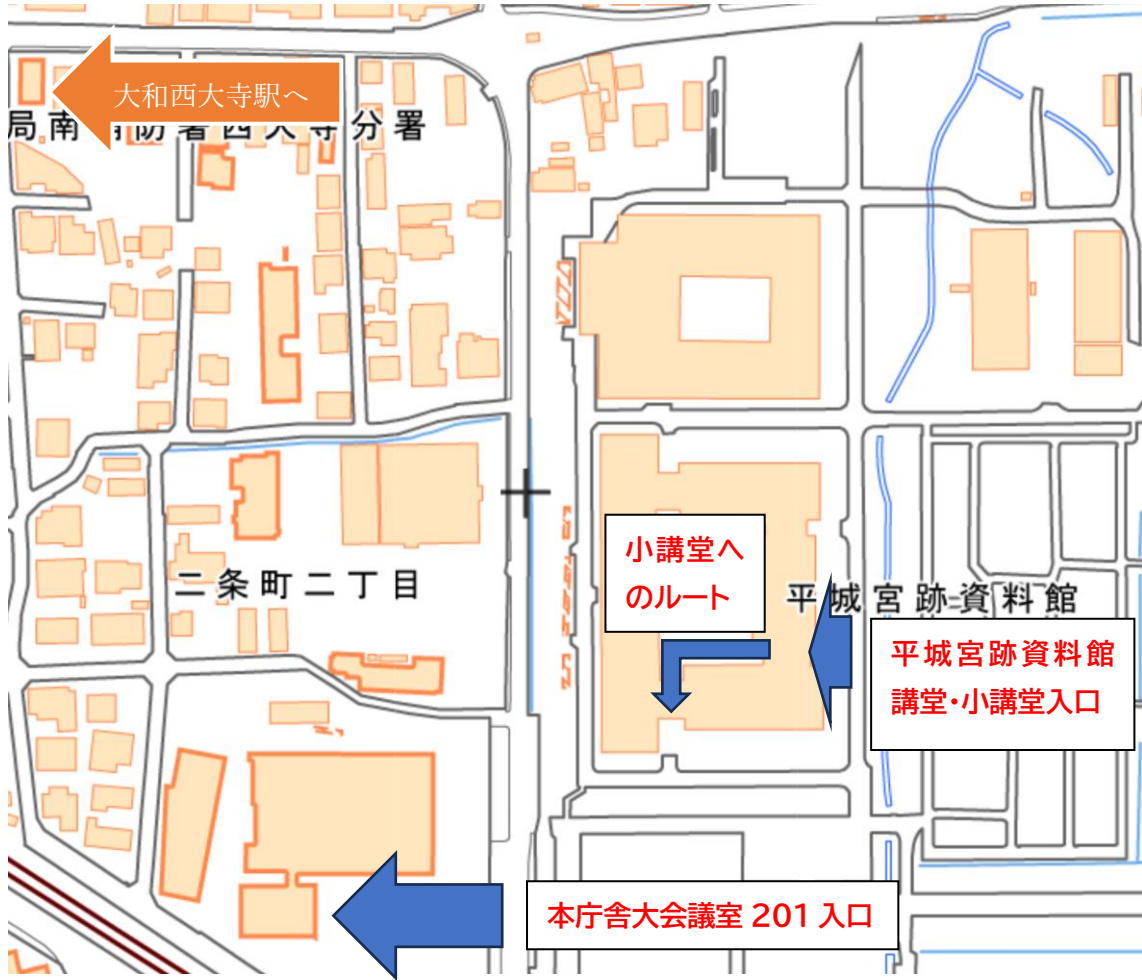 大和西大寺駅へ
局南消防署西大寺分署
小講堂へ
のルート
二条町二丁目
平城宮跡資料館
平城宮跡資料館
講堂・小講堂入口
本庁舎大会議室 201 入口